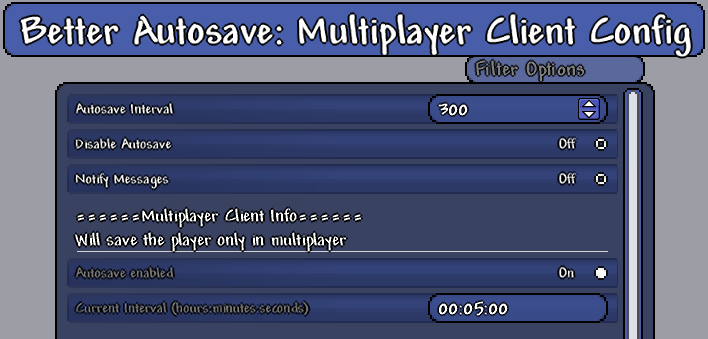 Better Autosave: Multiplayer Client Config
Filter Options
Autosave Interval 300
Disable Autosave Off
Notify Messages Off
======Multiplayer Client Info======
Will save the player only in multiplayer
Autosave enabled On
Current Interval (hours:minutes:seconds) 00:05:00